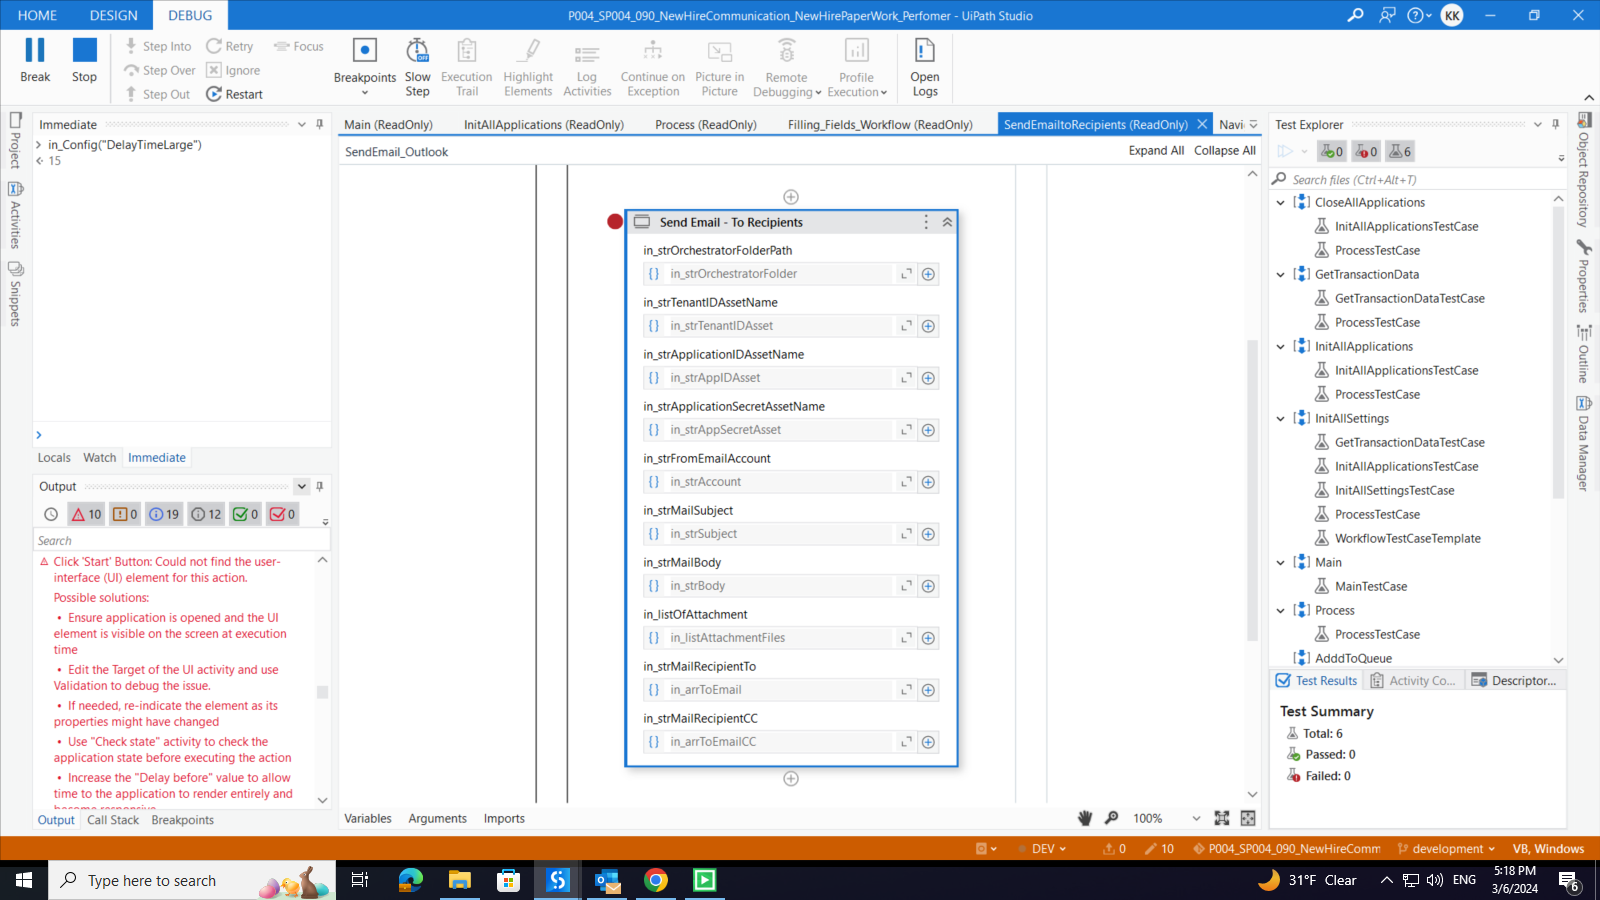 HOME DESIGN DEBUG
P004_SP004_090_NewHireCommunication_NewHirePaperWork_Perfomer - UiPath Studio
KK
Break
Stop
Step Into
Step Over
Step Out
Retry
Ignore
Restart
Focus
Breakpoints
Slow
Step
OFF
Execution
Trail
Highlight
Elements
Log
Activities
Continue on
Exception
Picture in
Picture
Remote
Debugging
Profile
Execution
Open
Logs
Project
Activities
Snippets
Immediate
in_Config("DelayTimeLarge")
15
Locals Watch Immediate
Output
10 0 19 12 0 0
Search
Click 'Start' Button: Could not find the user-
interface (UI) element for this action.
Possible solutions:
• Ensure application is opened and the UI
element is visible on the screen at execution
time
• Edit the Target of the UI activity and use
Validation to debug the issue.
• If needed, re-indicate the element as its
properties might have changed
• Use "Check state" activity to check the
application state before executing the action
• Increase the "Delay before" value to allow
time to the application to render entirely and
Output Call Stack Breakpoints
Main (ReadOnly) InitAllApplications (ReadOnly) Process (ReadOnly) Filling_Fields_Workflow (ReadOnly) SendEmailtoRecipients (ReadOnly) Navi
SendEmail_Outlook
Expand All Collapse All
Send Email - To Recipients
in_strOrchestratorFolderPath
in_strOrchestratorFolder
in_strTenantIDAssetName
in_strTenantIDAsset
in_strApplicationIDAssetName
in_strAppIDAsset
in_strApplicationSecretAssetName
in_strAppSecretAsset
in_strFromEmailAccount
in_strAccount
in_strMailSubject
in_strSubject
in_strMailBody
in_strBody
in_listOfAttachment
in_listAttachmentFiles
in_strMailRecipientTo
in_arrToEmail
in_strMailRecipientCC
in_arrToEmailCC
Variables Arguments Imports
100%
Test Explorer
0 0 6
Search files (Ctrl+Alt+T)
CloseAllApplications
InitAllApplicationsTestCase
ProcessTestCase
GetTransactionData
GetTransactionDataTestCase
ProcessTestCase
InitAllApplications
InitAllApplicationsTestCase
ProcessTestCase
InitAllSettings
GetTransactionDataTestCase
InitAllApplicationsTestCase
InitAllSettingsTestCase
ProcessTestCase
WorkflowTestCaseTemplate
Main
MainTestCase
Process
ProcessTestCase
AdddToQueue
Test Results Activity Co... Descriptor...
Test Summary
Total: 6
Passed: 0
Failed: 0
Object Repository
Properties
Outline
Data Manager
DEV 0 10 P004_SP004_090_NewHireComm development VB, Windows
Type here to search
31°F Clear
ENG
5:18 PM
3/6/2024
6